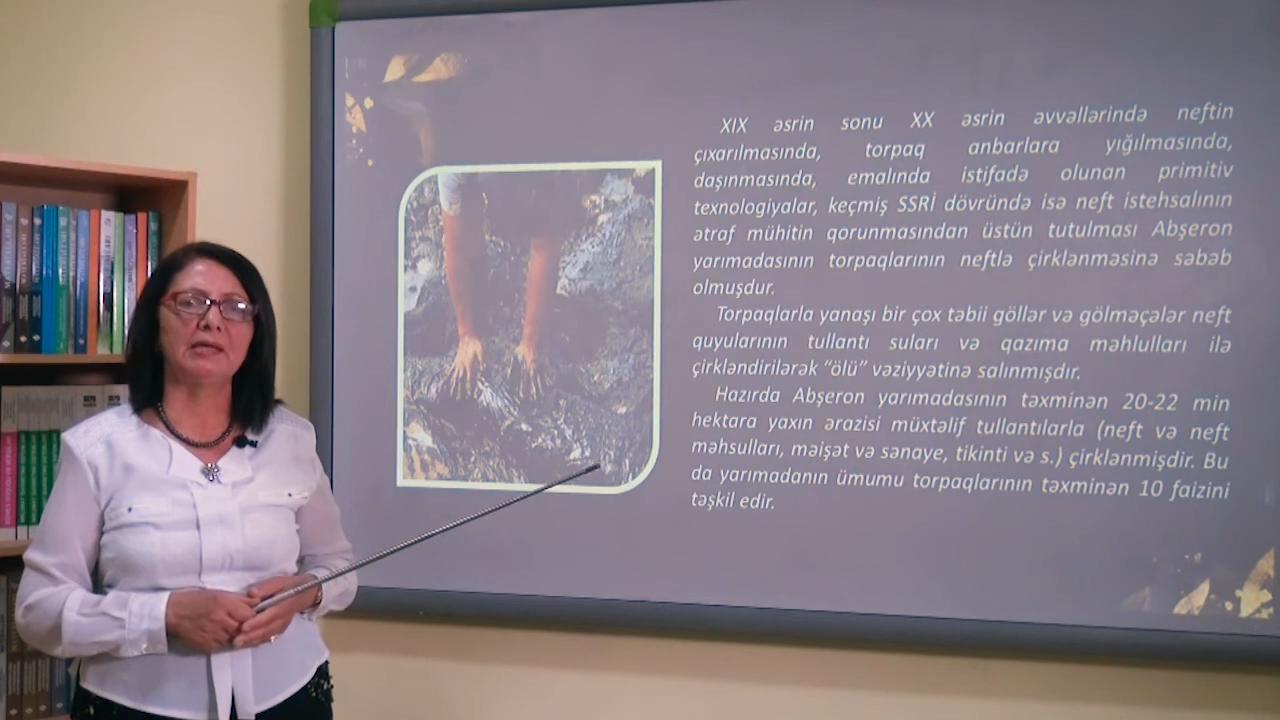 XIX əsrin sonu XX əsrin əvvəllərində neftin
çıxarılmasında, torpaq anbarlara yığılmasında,
daşınmasında, emalında istifadə olunan primitiv
texnologiyalar, keçmiş SSRİ dövründə isə neft istehsalının
ətraf mühitin qorunmasından üstün tutulması Abşeron
yarımadasının torpaqlarının neftlə çirklənməsinə səbəb
olmuşdur.
Torpaqlarla yanaşı bir çox təbii göllər və gölməçələr neft
quyularının tullantı suları və qazıma məhlulları ilə
çirkləndirilərək “ölü” vəziyyətinə salınmışdır.
Hazırda Abşeron yarımadasının təxminən 20-22 min
hektara yaxın ərazisi müxtəlif tullantılarla (neft və neft
məhsulları, məişət və sənaye, tikinti və s.) çirklənmişdir. Bu
da yarımadanın ümumu torpaqlarının təxminən 10 faizini
təşkil edir.